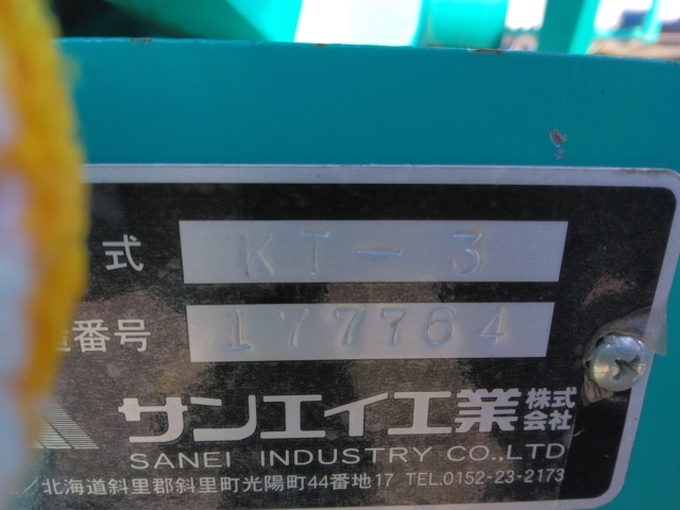 式 KT-3
造番号 177764
サンエイ工業 株式会社
SANEI INDUSTRY CO.,LTD
/北海道斜里郡斜里町光陽町44番地17 TEL.0152-23-2173